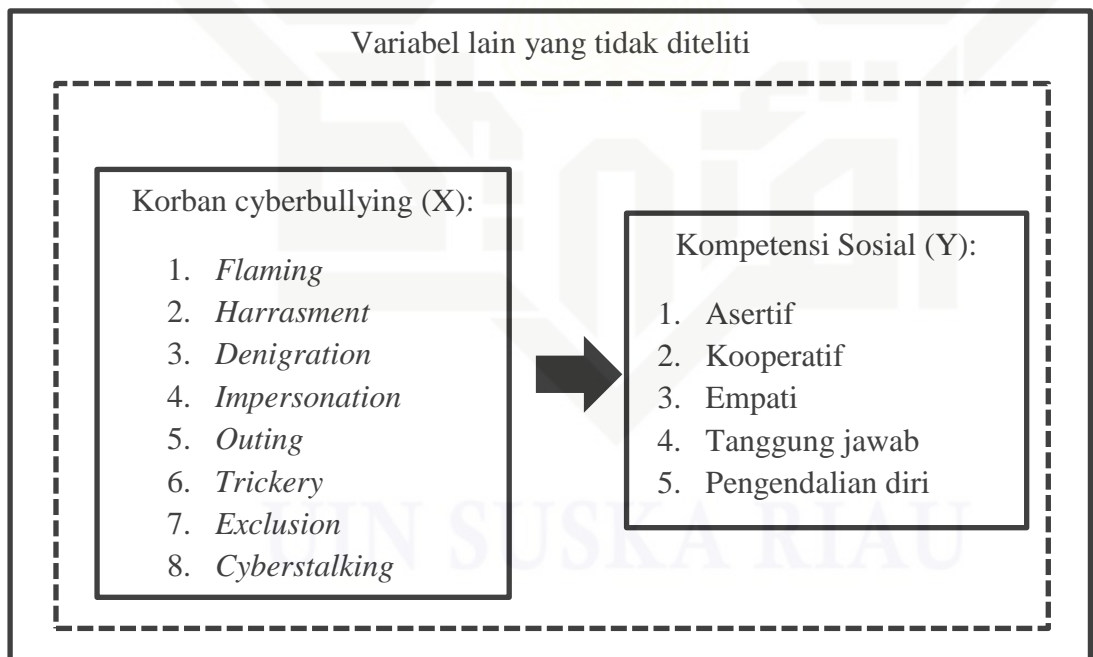 Variabel lain yang tidak diteliti
Korban cyberbullying (X):
1. Flaming
2. Harrasment
3. Denigration
4. Impersonation
5. Outing
6. Trickery
7. Exclusion
8. Cyberstalking
Kompetensi Sosial (Y):
1. Asertif
2. Kooperatif
3. Empati
4. Tanggung jawab
5. Pengendalian diri
UIN SUSKA RIAU